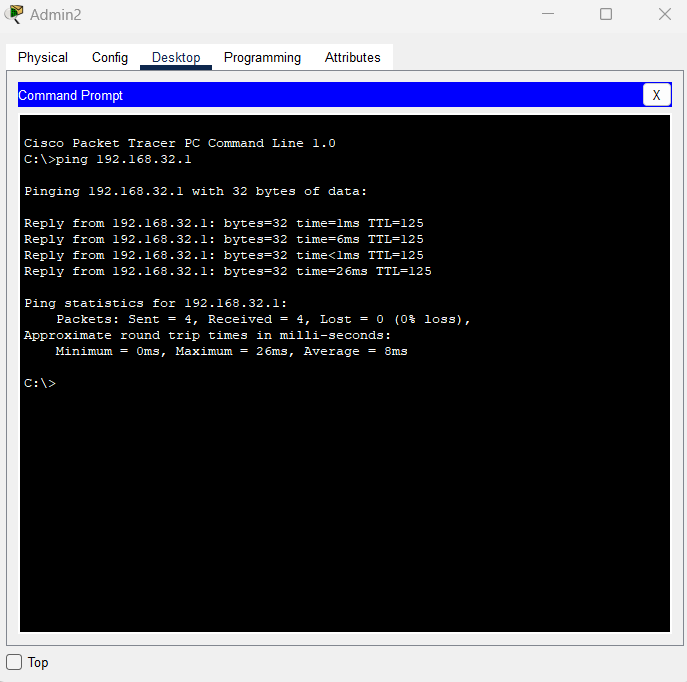 Admin2
Physical Config Desktop Programming Attributes
Command Prompt X
Cisco Packet Tracer PC Command Line 1.0
C:\>ping 192.168.32.1
Pinging 192.168.32.1 with 32 bytes of data:
Reply from 192.168.32.1: bytes=32 time=1ms TTL=125
Reply from 192.168.32.1: bytes=32 time=6ms TTL=125
Reply from 192.168.32.1: bytes=32 time<1ms TTL=125
Reply from 192.168.32.1: bytes=32 time=26ms TTL=125
Ping statistics for 192.168.32.1:
Packets: Sent = 4, Received = 4, Lost = 0 (0% loss),
Approximate round trip times in milli-seconds:
Minimum = 0ms, Maximum = 26ms, Average = 8ms
C:\>
Top